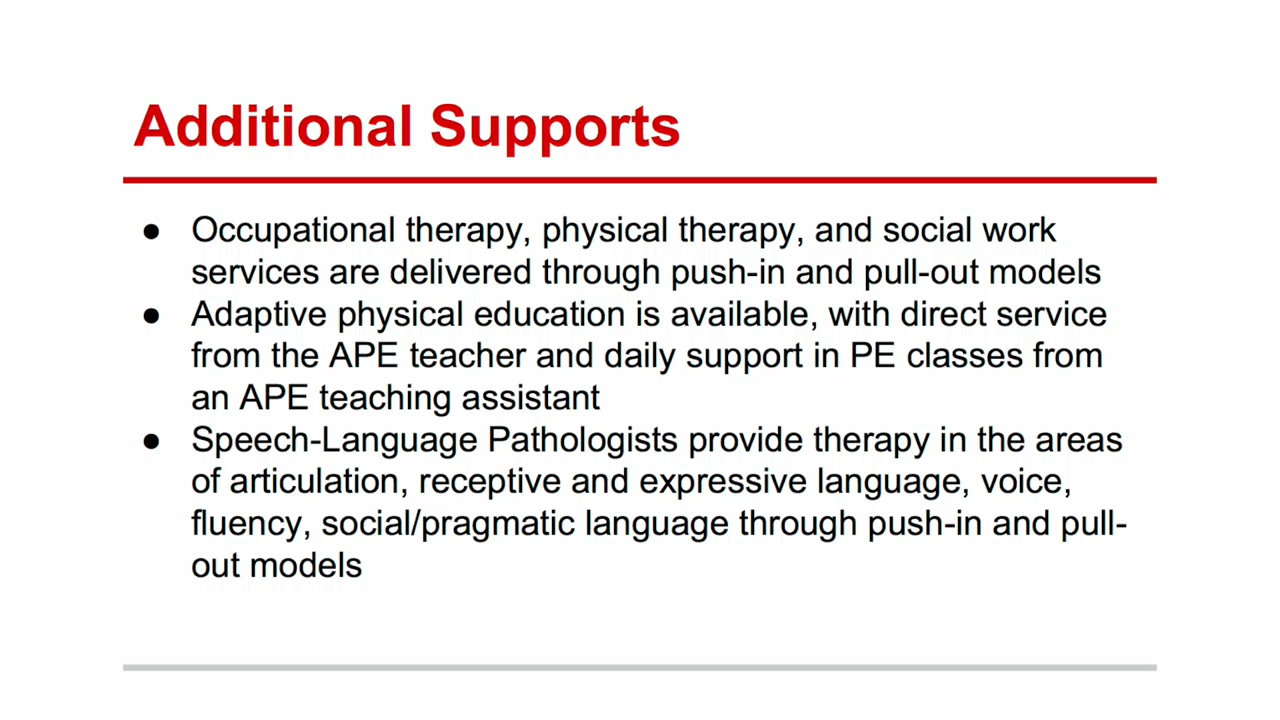 Additional Supports
● Occupational therapy, physical therapy, and social work
services are delivered through push-in and pull-out models
● Adaptive physical education is available, with direct service
from the APE teacher and daily support in PE classes from
an APE teaching assistant
● Speech-Language Pathologists provide therapy in the areas
of articulation, receptive and expressive language, voice,
fluency, social/pragmatic language through push-in and pull-
out models